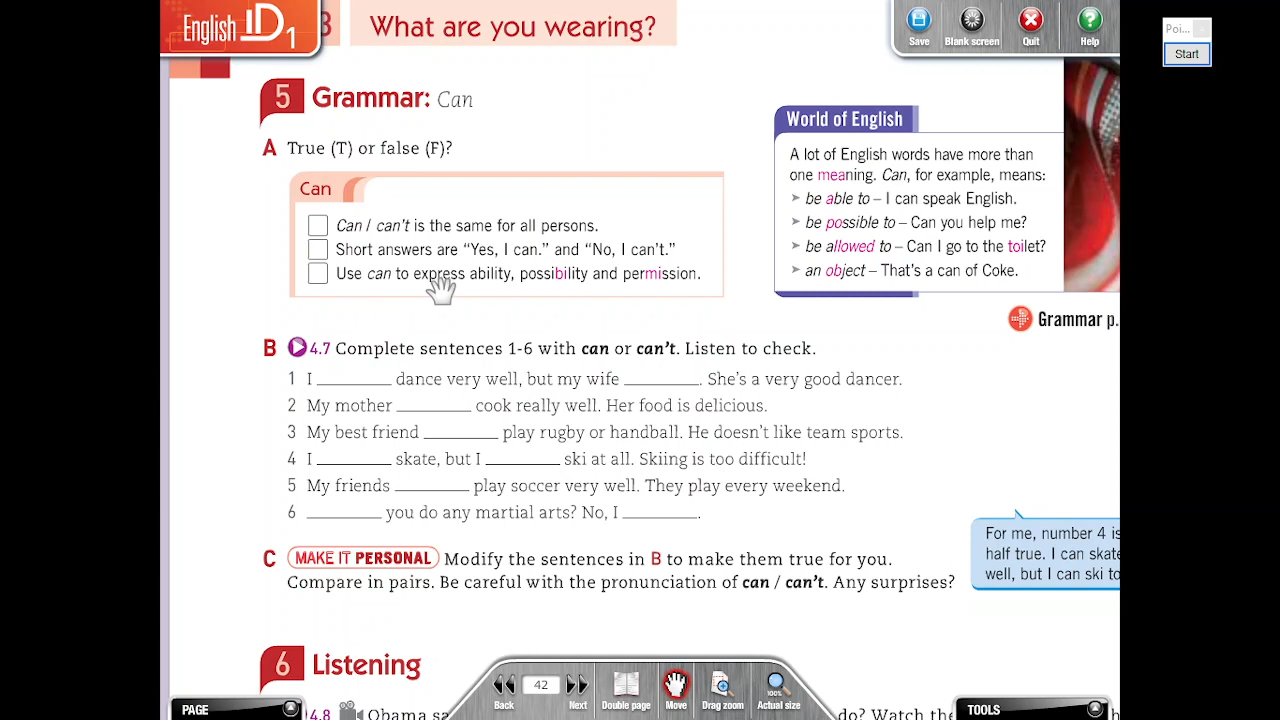 English ID 1
3 What are you wearing?
Save Blank screen Quit Help
Poi...
Start
5 Grammar: Can
A True (T) or false (F)?
Can
Can / can't is the same for all persons.
Short answers are “Yes, I can.” and “No, I can't.”
Use can to express ability, possibility and permission.
World of English
A lot of English words have more than
one meaning. Can, for example, means:
➤ be able to – I can speak English.
➤ be possible to – Can you help me?
➤ be allowed to – Can I go to the toilet?
➤ an object – That's a can of Coke.
Grammar p.
B 4.7 Complete sentences 1-6 with can or can't. Listen to check.
1 I ________ dance very well, but my wife ________. She's a very good dancer.
2 My mother ________ cook really well. Her food is delicious.
3 My best friend ________ play rugby or handball. He doesn't like team sports.
4 I ________ skate, but I ________ ski at all. Skiing is too difficult!
5 My friends ________ play soccer very well. They play every weekend.
6 ________ you do any martial arts? No, I ________.
For me, number 4 is
half true. I can skate
well, but I can ski to
C MAKE IT PERSONAL Modify the sentences in B to make them true for you.
Compare in pairs. Be careful with the pronunciation of can / can't. Any surprises?
6 Listening
4.8 Obama sa do? Watch the
42
100%
Back Next Double page Move Drag zoom Actual size
PAGE
TOOLS